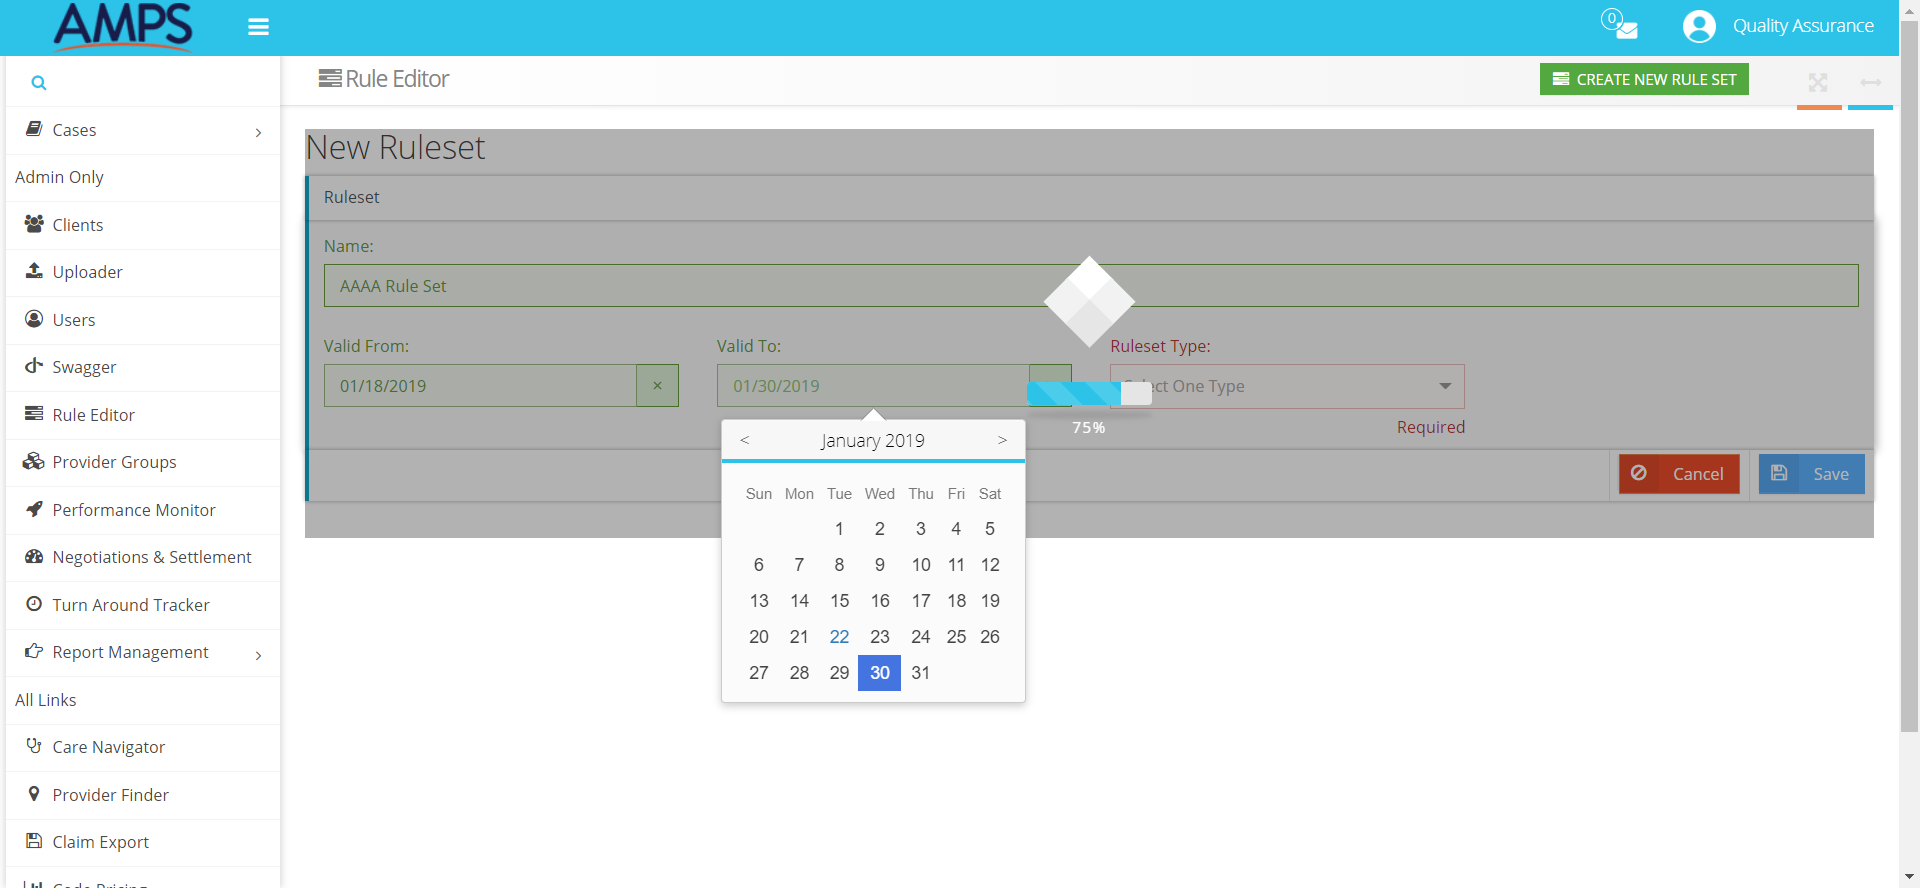 AMPS
0
Quality Assurance
Rule Editor
CREATE NEW RULE SET
Cases
Admin Only
Clients
Uploader
Users
Swagger
Rule Editor
Provider Groups
Performance Monitor
Negotiations & Settlement
Turn Around Tracker
Report Management
All Links
Care Navigator
Provider Finder
Claim Export
New Ruleset
Ruleset
Name:
AAAA Rule Set
Valid From:
Valid To:
Ruleset Type:
01/18/2019 ×
01/30/2019
One Type
75%
Required
< January 2019 >
Sun Mon Tue Wed Thu Fri Sat
1 2 3 4 5
6 7 8 9 10 11 12
13 14 15 16 17 18 19
20 21 22 23 24 25 26
27 28 29 30 31
Cancel
Save